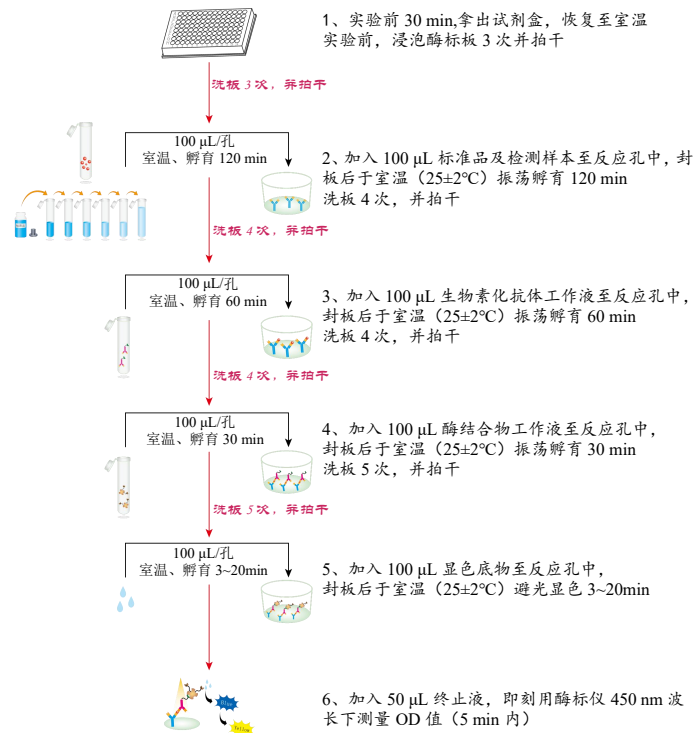 1、实验前 30 min,拿出试剂盒，恢复至室温
实验前，浸泡酶标板 3 次并拍干
洗板 3 次，并拍干
100 μL/孔
室温、孵育 120 min
2、加入 100 μL 标准品及检测样本至反应孔中，封
板后于室温（25±2℃）振荡孵育 120 min
洗板 4 次，并拍干
洗板 4 次，并拍干
100 μL/孔
室温、孵育 60 min
3、加入 100 μL 生物素化抗体工作液至反应孔中，
封板后于室温（25±2℃）振荡孵育 60 min
洗板 4 次，并拍干
洗板 4 次，并拍干
100 μL/孔
室温、孵育 30 min
4、加入 100 μL 酶结合物工作液至反应孔中，
封板后于室温（25±2℃）振荡孵育 30 min
洗板 5 次，并拍干
洗板 5 次，并拍干
100 μL/孔
室温、孵育 3~20min
5、加入 100 μL 显色底物至反应孔中，
封板后于室温（25±2℃）避光显色 3~20min
6、加入 50 μL 终止液，即刻用酶标仪 450 nm 波
长下测量 OD 值（5 min 内）
Blue
Yellow